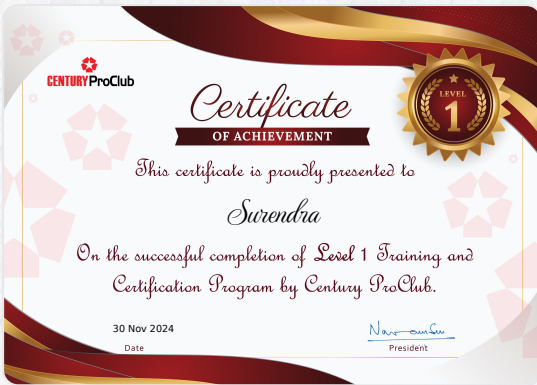 CENTURY ProClub
Certificate
OF ACHIEVEMENT
LEVEL
1
This certificate is proudly presented to
Surendra
On the successful completion of Level 1 Training and
Certification Program by Century ProClub.
30 Nov 2024
Date
President